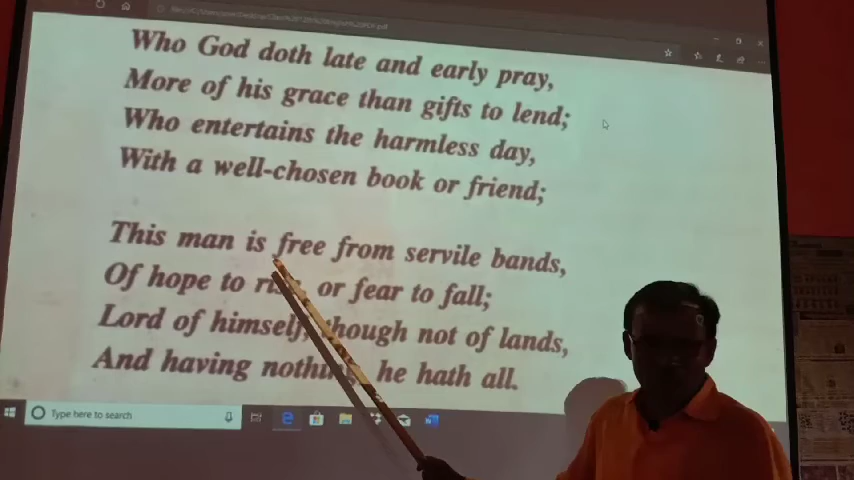 Who God doth late and early pray,
More of his grace than gifts to lend;
Who entertains the harmless day,
With a well-chosen book or friend;
This man is free from servile bands,
Of hope to or fear to fall;
Lord of himself, though not of lands,
And having nothing he hath all.
Type here to search